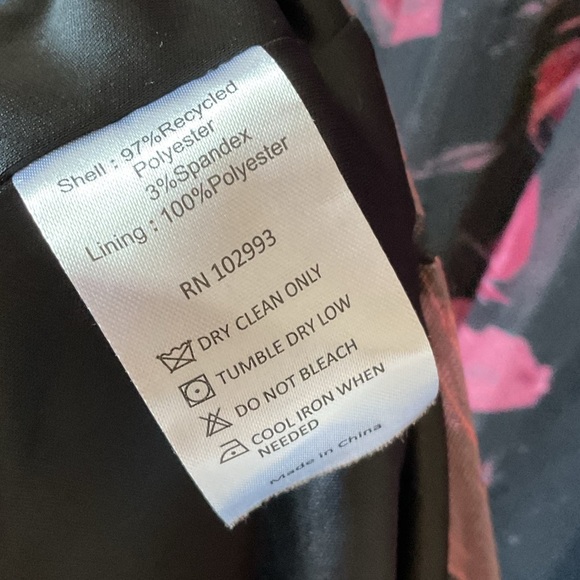 Shell : 97%Recycled
Polyester
3%Spandex
Lining : 100%Polyester
RN 102993
DRY CLEAN ONLY
TUMBLE DRY LOW
DO NOT BLEACH
COOL IRON WHEN
NEEDED
Made in China